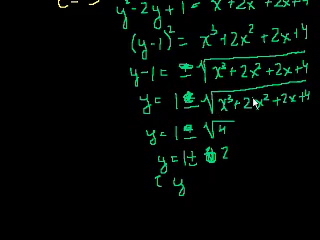 y² - 2y + 1 = x³ + 2x² + 2x +
(y-1)² = x³ + 2x² + 2x + 4
y - 1 = ± √x³ + 2x² + 2x + 4
y = 1 ± √x³ + 2x² + 2x + 4
y = 1 ± √4
y = 1 ± 2
y